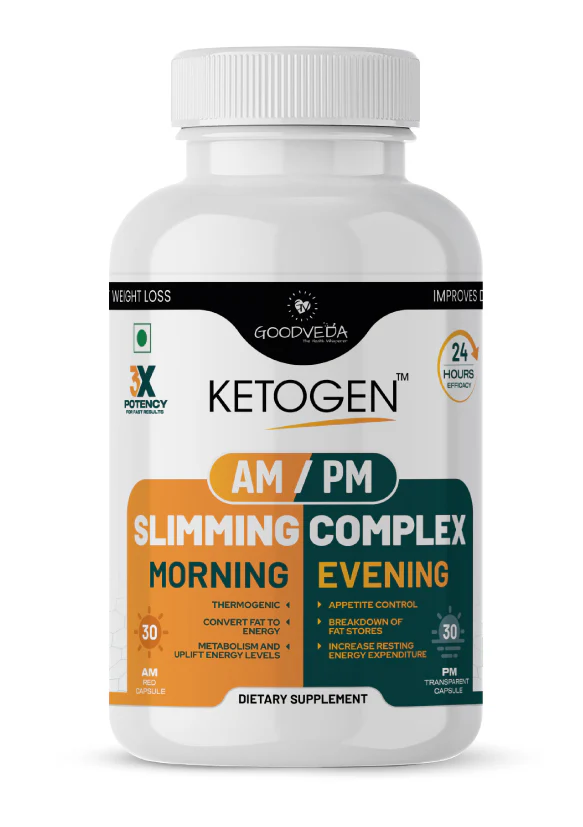 WEIGHT LOSS
IMPROVES D
GV
GOODVEDA
The Health Whisperer
3X
POTENCY
FOR FAST RESULTS
24
HOURS
EFFICACY
KETOGEN™
AM / PM
SLIMMING COMPLEX
MORNING
THERMOGENIC
CONVERT FAT TO
ENERGY
METABOLISM AND
UPLIFT ENERGY LEVELS
30
AM
RED
CAPSULE
EVENING
APPETITE CONTROL
BREAKDOWN OF
FAT STORES
INCREASE RESTING
ENERGY EXPENDITURE
30
PM
TRANSPARENT
CAPSULE
DIETARY SUPPLEMENT